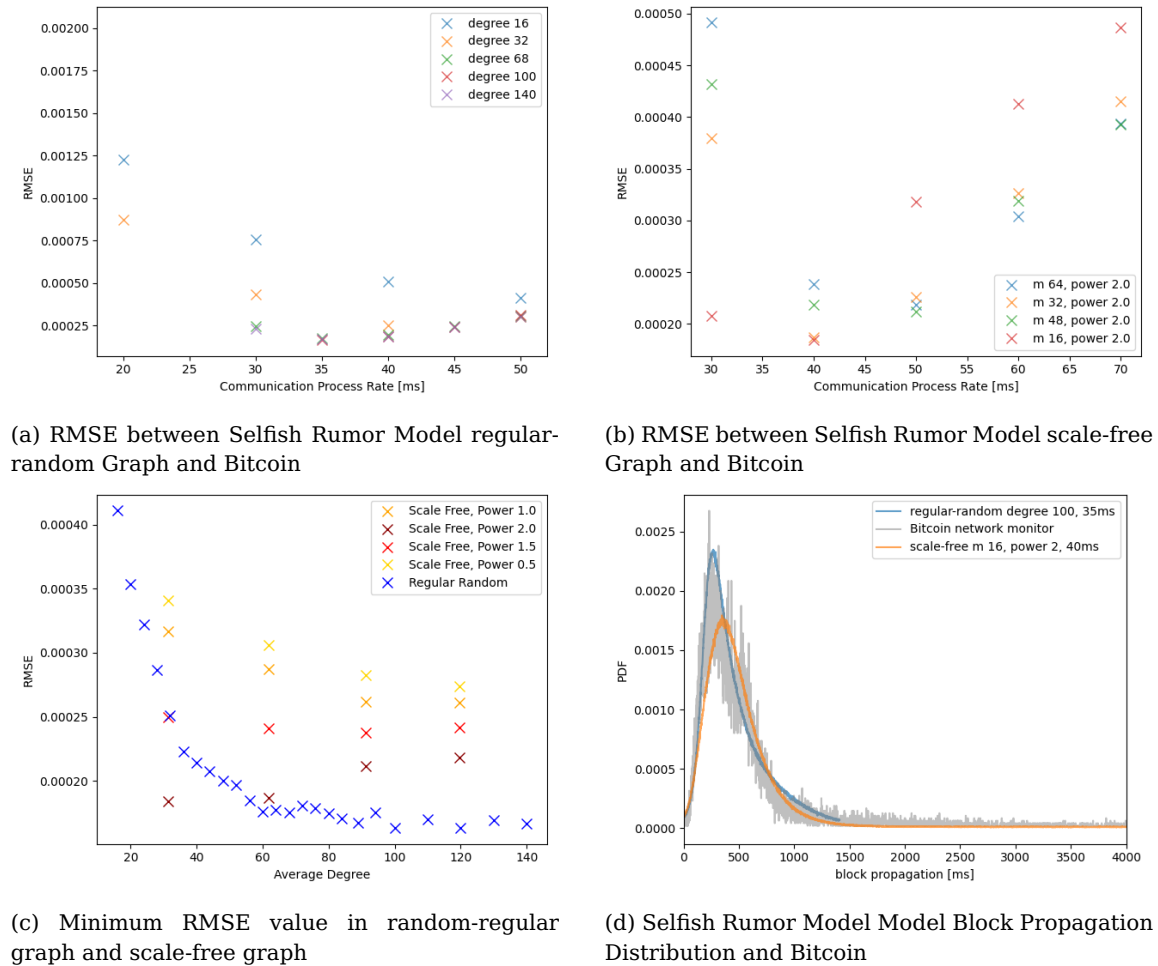 0.00200
0.00175
0.00150
0.00125
0.00100
0.00075
0.00050
0.00025
RMSE
20 25 30 35 40 45 50
Communication Process Rate [ms]
degree 16
degree 32
degree 68
degree 100
degree 140
(a) RMSE between Selfish Rumor Model regular-
random Graph and Bitcoin
0.00050
0.00045
0.00040
0.00035
0.00030
0.00025
0.00020
RMSE
30 35 40 45 50 55 60 65 70
Communication Process Rate [ms]
m 64, power 2.0
m 32, power 2.0
m 48, power 2.0
m 16, power 2.0
(b) RMSE between Selfish Rumor Model scale-free
Graph and Bitcoin
0.00040
0.00035
0.00030
0.00025
0.00020
RMSE
20 40 60 80 100 120 140
Average Degree
Scale Free, Power 1.0
Scale Free, Power 2.0
Scale Free, Power 1.5
Scale Free, Power 0.5
Regular Random
(c) Minimum RMSE value in random-regular
graph and scale-free graph
0.0025
0.0020
0.0015
0.0010
0.0005
0.0000
PDF
0 500 1000 1500 2000 2500 3000 3500 4000
block propagation [ms]
regular-random degree 100, 35ms
Bitcoin network monitor
scale-free m 16, power 2, 40ms
(d) Selfish Rumor Model Model Block Propagation
Distribution and Bitcoin